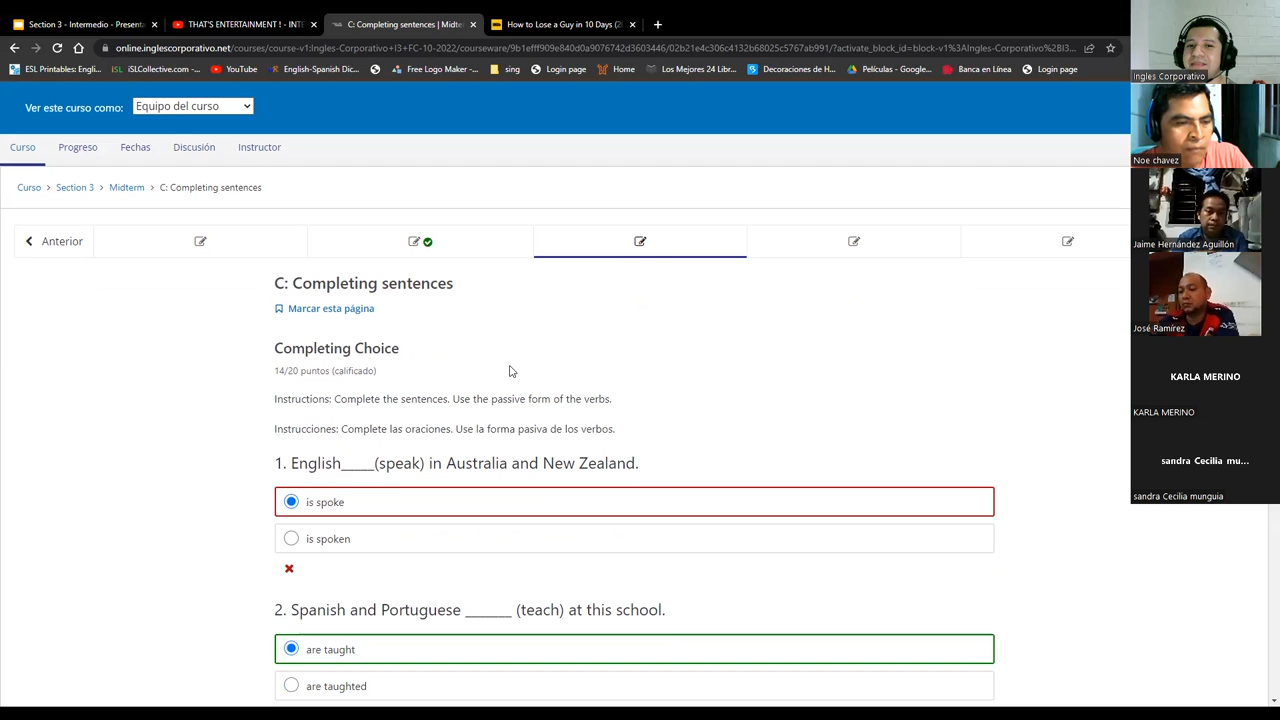 Section 3 - Intermedio - Present
THAT'S ENTERTAINMENT ! - INTE
C: Completing sentences | Midte
How to Lose a Guy in 10 Days (2
online.inglescorporativo.net/courses/course-v1:Ingles-Corporativo+I3+FC-10-2022/courseware/9b1efff909e840d0a9076742d3603446/02b21e4c306c4132b68025c5767ab991/?activate_block_id=block-v1%3AIngles-Corporativo%2BI3...
ESL Printables: Engli...
iSLCollective.com -...
YouTube
English-Spanish Dic...
Free Logo Maker -...
sing
Login page
Home
Los Mejores 24 Libr...
Decoraciones de H...
Películas - Google...
Banca en Línea
Login page
Ver este curso como:
Equipo del curso
Curso
Progreso
Fechas
Discusión
Instructor
Curso > Section 3 > Midterm > C: Completing sentences
Anterior
C: Completing sentences
Marcar esta página
Completing Choice
14/20 puntos (calificado)
Instructions: Complete the sentences. Use the passive form of the verbs.
Instrucciones: Complete las oraciones. Use la forma pasiva de los verbos.
1. English_____(speak) in Australia and New Zealand.
is spoke
is spoken
2. Spanish and Portuguese ______ (teach) at this school.
are taught
are taughted
Ingles Corporativo
Noe chavez
Jaime Hernández Aguillón
José Ramírez
KARLA MERINO
KARLA MERINO
sandra Cecilia mu...
sandra Cecilia munguia